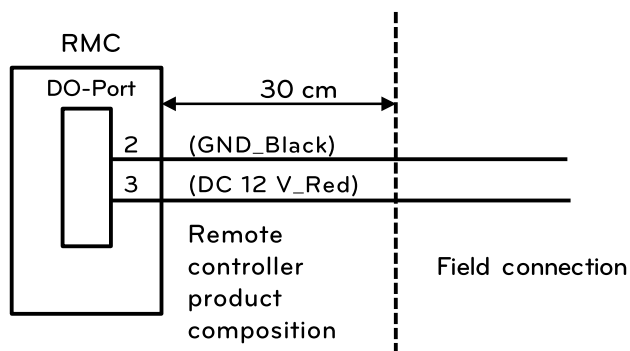 RMC
DO-Port
30 cm
2 (GND_Black)
3 (DC 12 V_Red)
Remote
controller
product
composition
Field connection